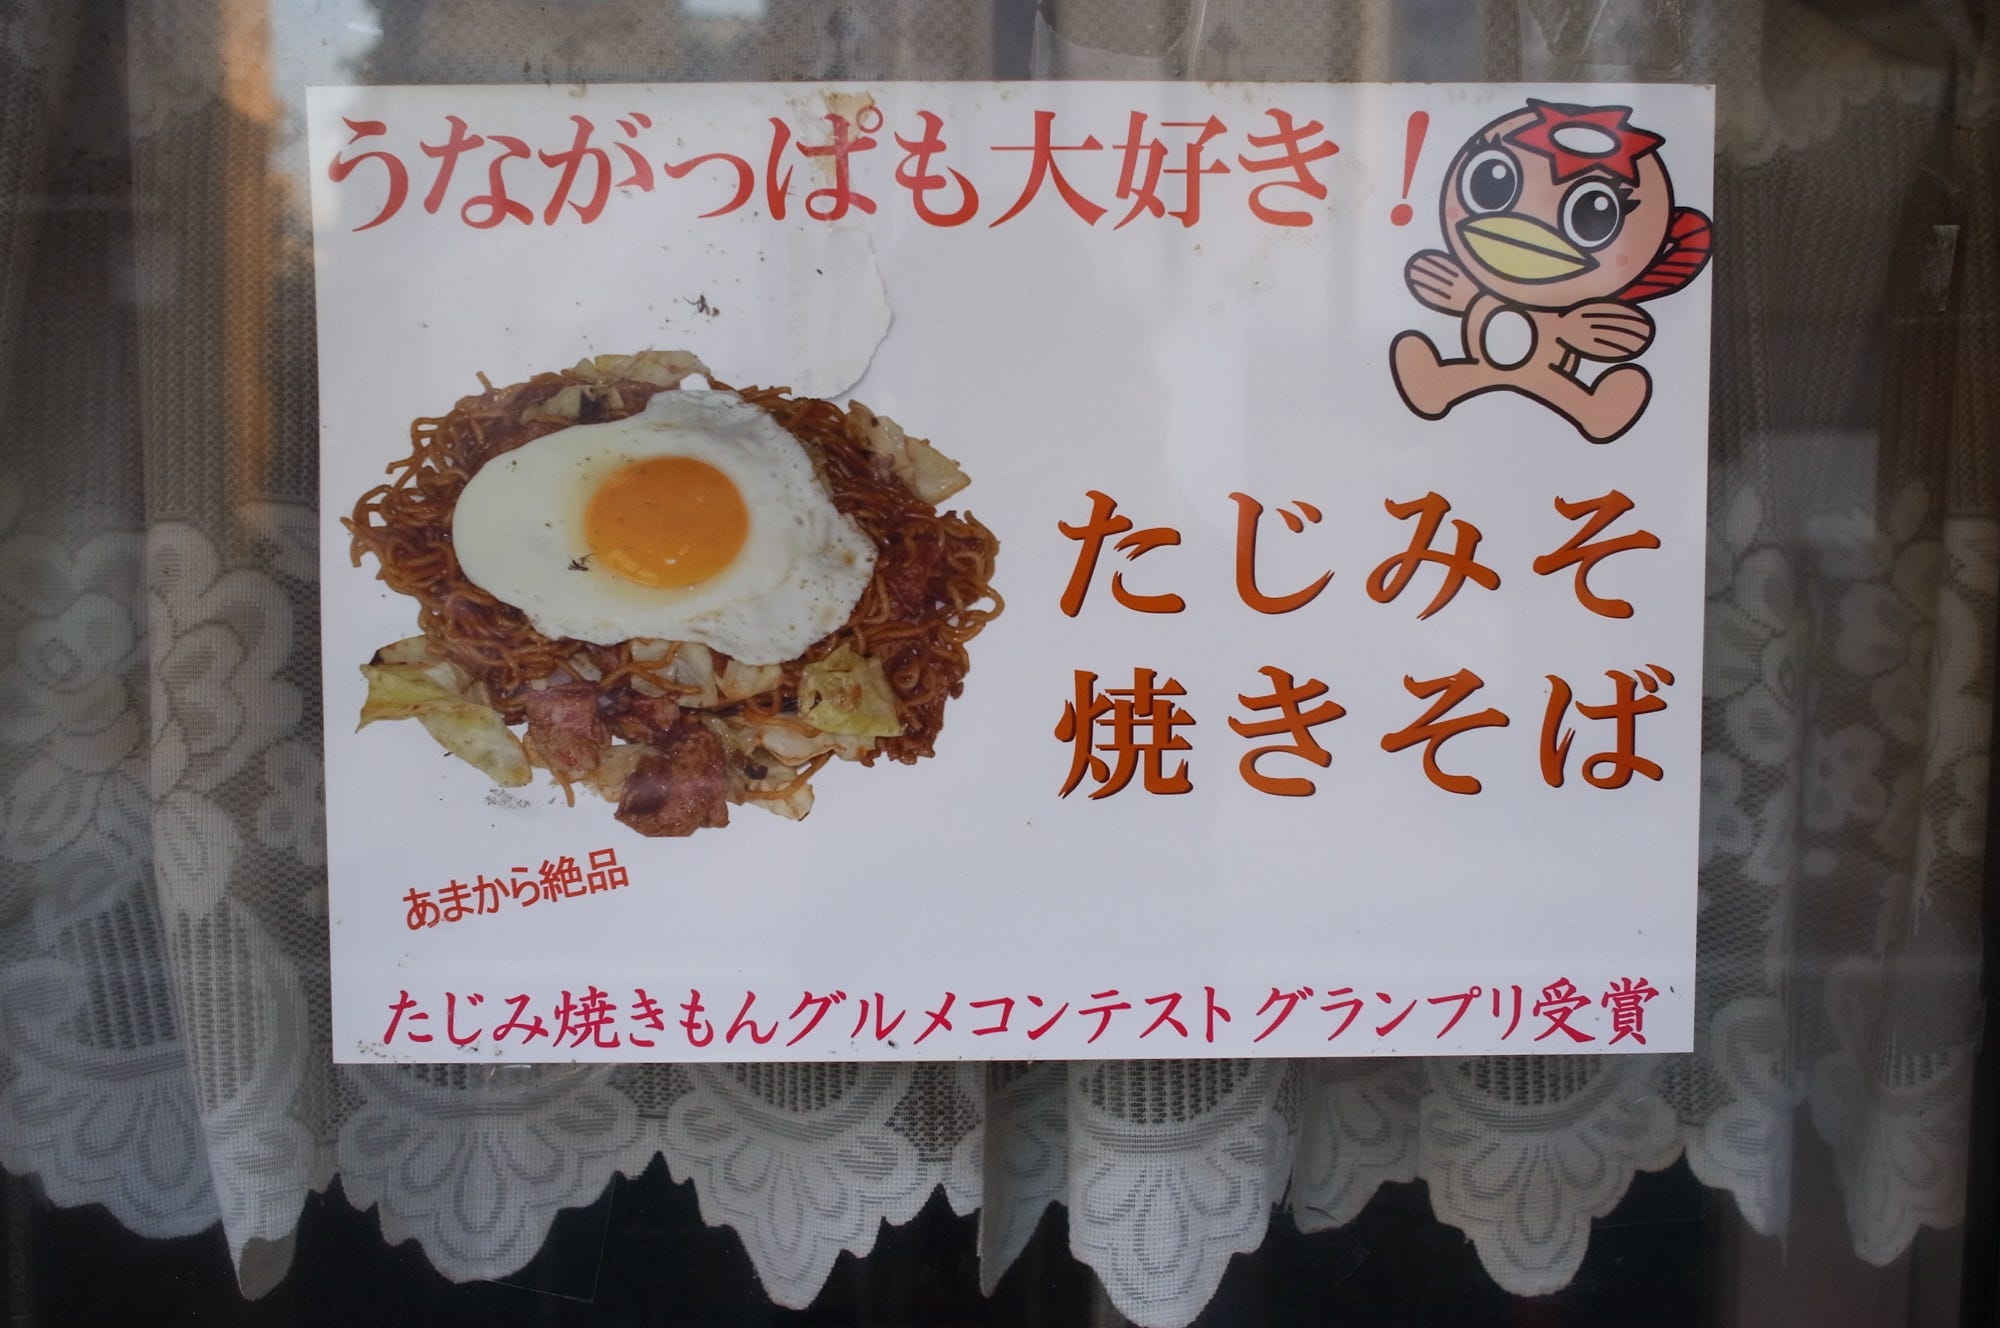 うながっぱも大好き！
たじみそ
焼きそば
あまから絶品
たじみ焼きもんグルメコンテストグランプリ受賞